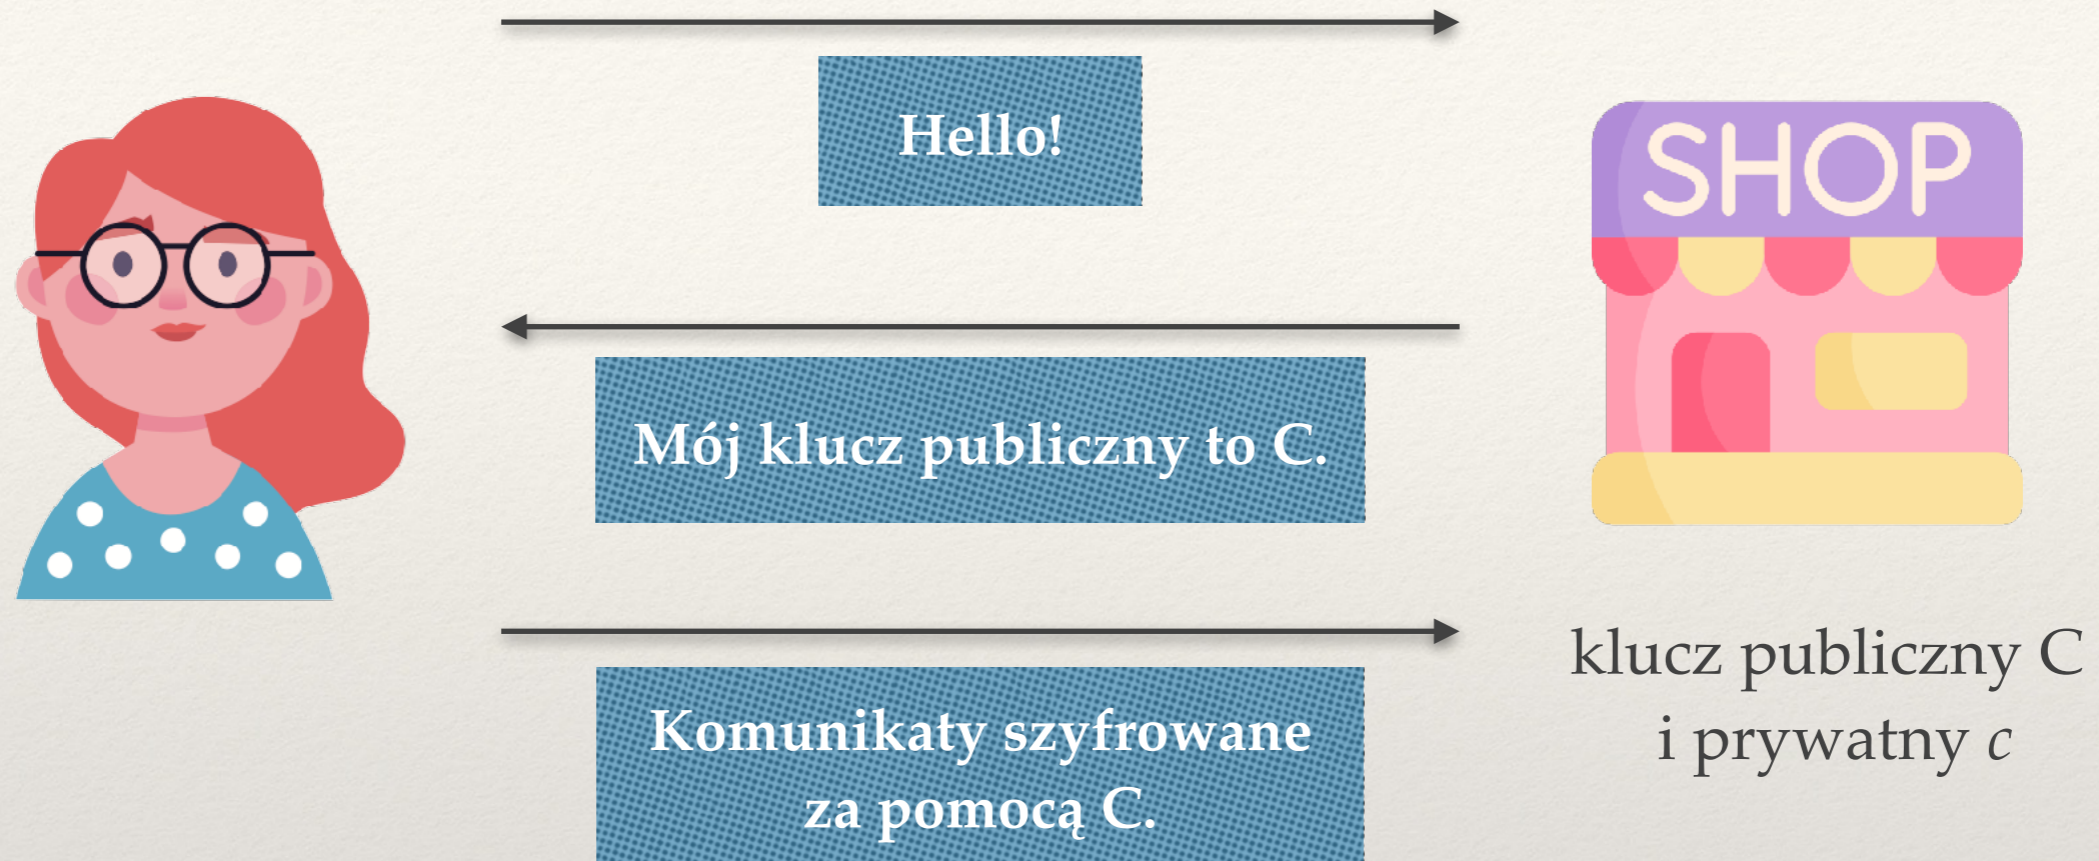 Hello!
SHOP
Mój klucz publiczny to C.
klucz publiczny C
i prywatny c
Komunikaty szyfrowane
za pomocą C.